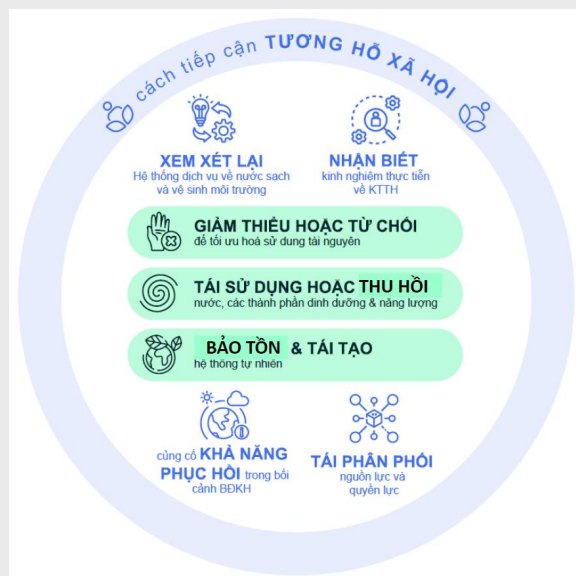 cách tiếp cận TƯƠNG HỖ XÃ HỘI
XEM XÉT LẠI
Hệ thống dịch vụ về nước sạch
và vệ sinh môi trường
NHẬN BIẾT
kinh nghiệm thực tiễn
về KTTH
GIẢM THIỂU HOẶC TỪ CHỐI
để tối ưu hoá sử dụng tài nguyên
TÁI SỬ DỤNG HOẶC THU HỒI
nước, các thành phần dinh dưỡng & năng lượng
BẢO TỒN & TÁI TẠO
hệ thông tự nhiên
củng cố KHẢ NĂNG
PHỤC HỒI trong bối
cảnh BĐKH
TÁI PHÂN PHỐI
nguồn lực và
quyền lực